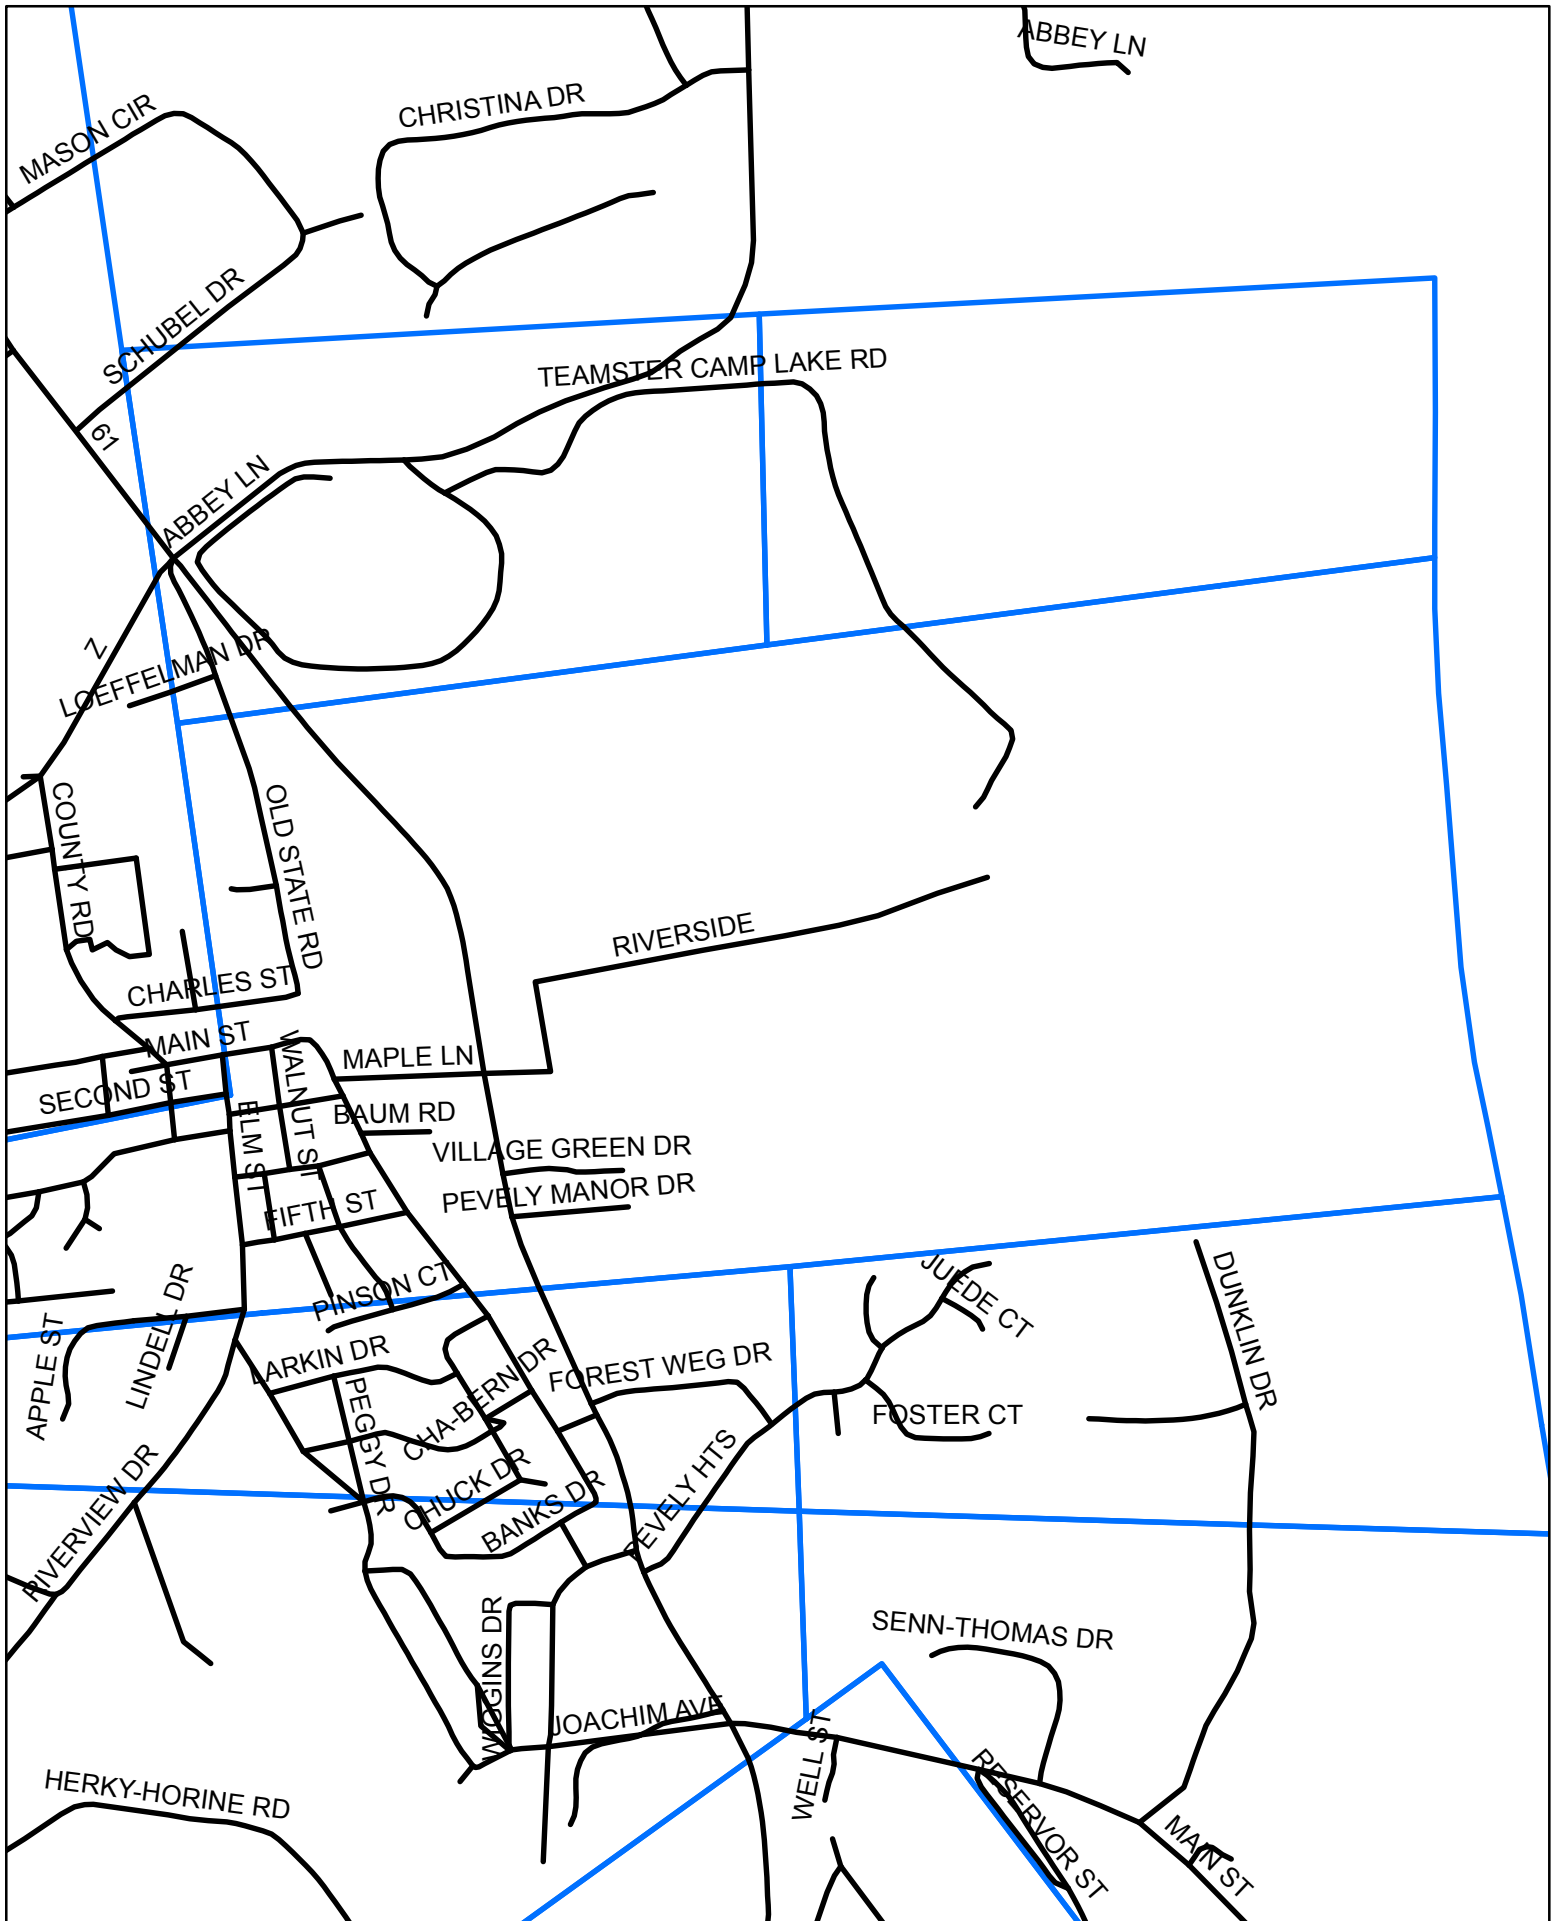 ABBEY LN
CHRISTINA DR
MASON CIR
SCHUBEL DR
TEAMSTER CAMP LAKE RD
61
ABBEY LN
Z
LOEFFELMAN DR
COUNTY RD
OLD STATE RD
RIVERSIDE
CHARLES ST
MAIN ST
WALNUT ST
MAPLE LN
SECOND ST
ELM ST
BAUM RD
VILLAGE GREEN DR
PEVELY MANOR DR
FIFTH ST
JUEDE CT
DUNKLIN DR
PINSON CT
LINDELL DR
APPLE ST
LARKIN DR
FOREST WEG DR
CHA-BERN DR
PEGGY DR
FOSTER CT
RIVERVIEW DR
CHUCK DR
BANKS DR
PEVELY HTS
WIGGINS DR
SENN-THOMAS DR
JOACHIM AVE
WELL ST
HERKY-HORINE RD
RESERVOR ST
MAIN ST